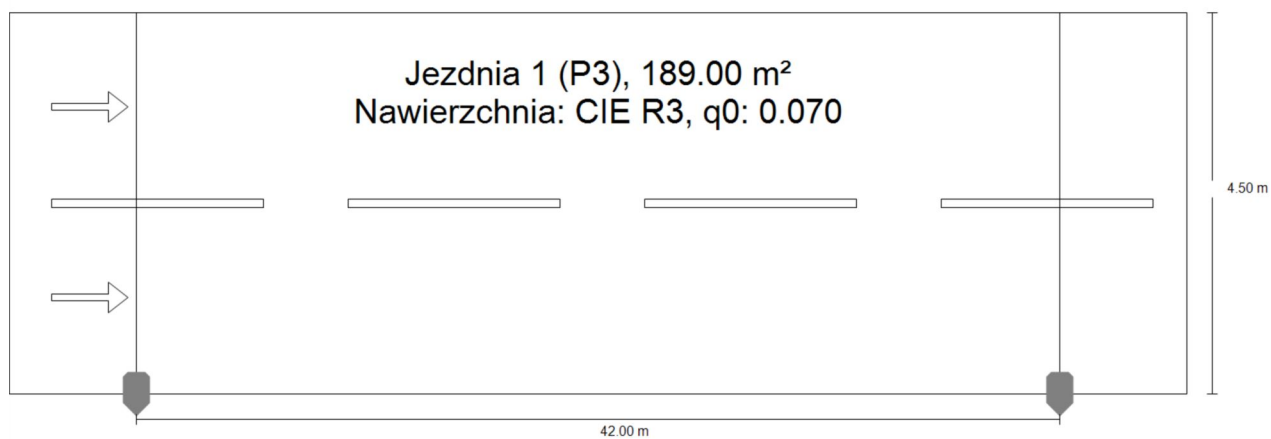 Jezdnia 1 (P3), 189.00 m²
Nawierzchnia: CIE R3, q0: 0.070
4.50 m
42.00 m